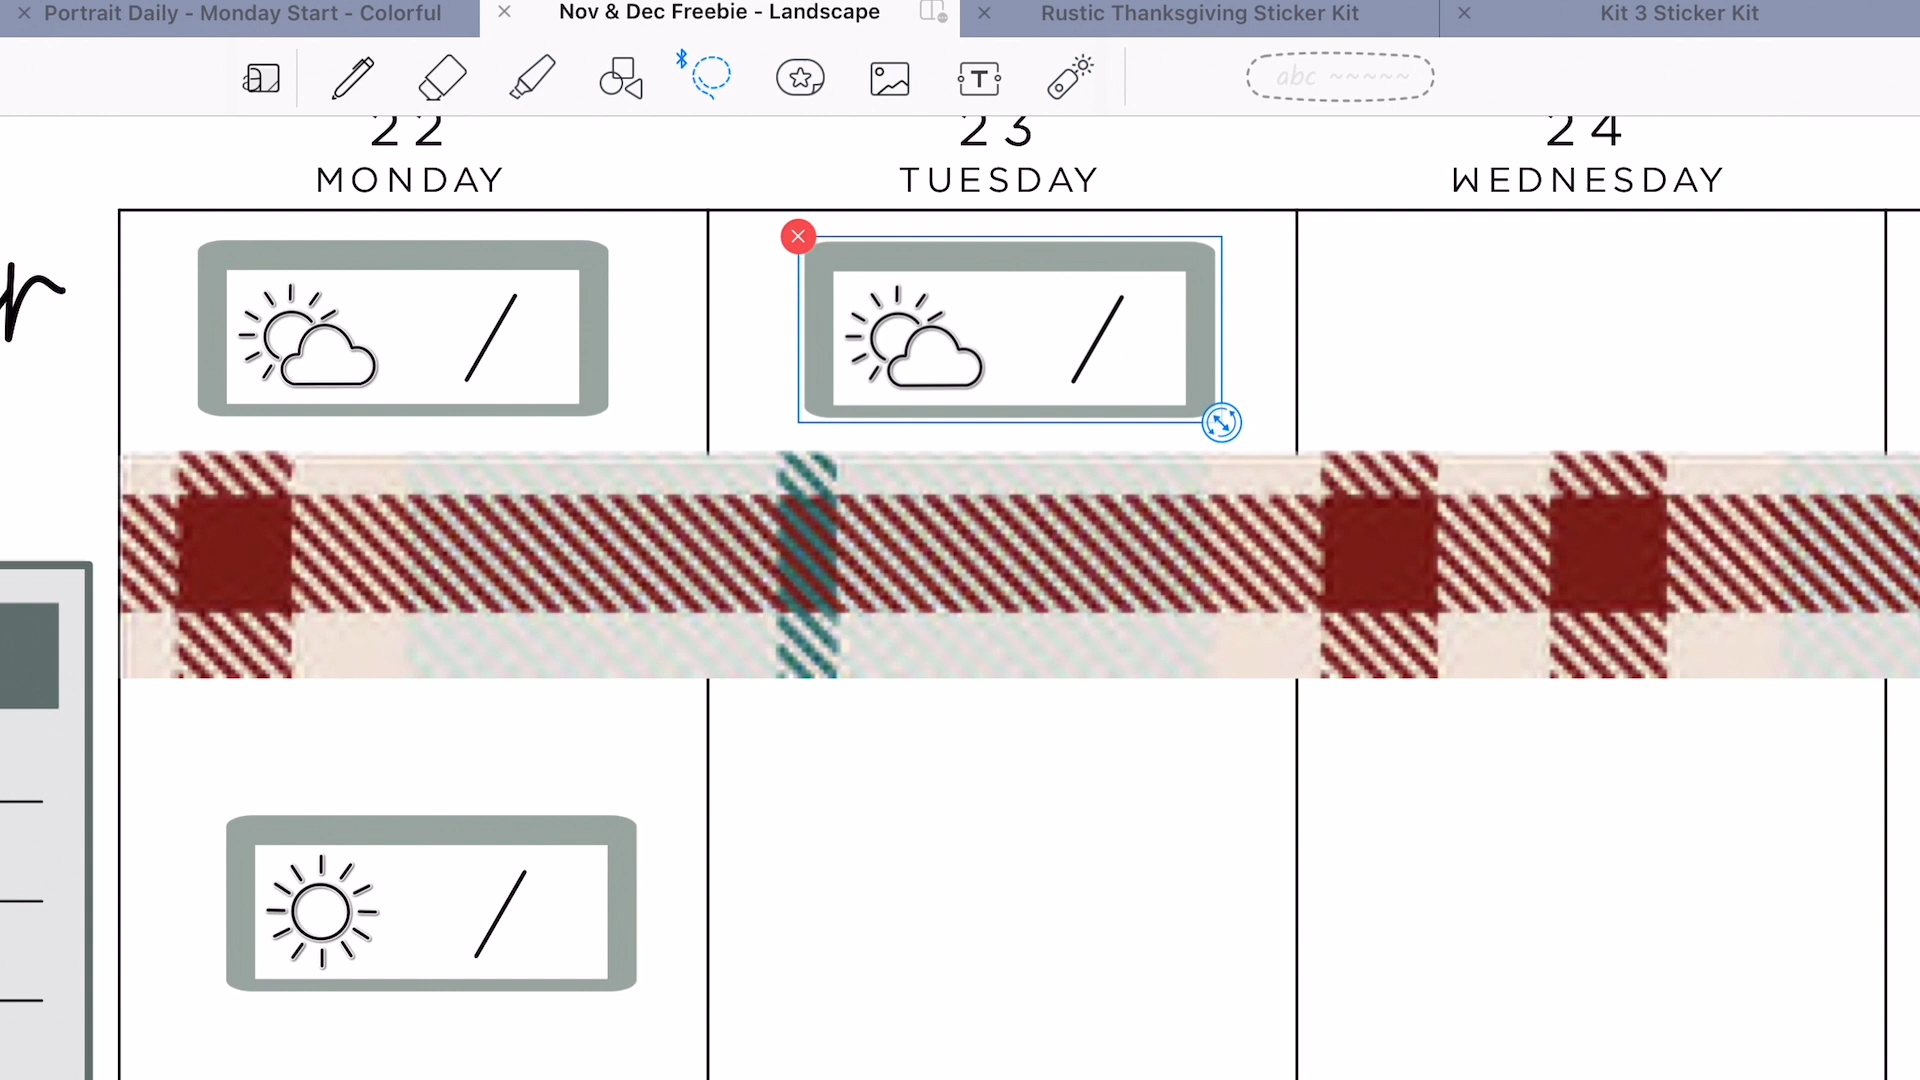 Portrait Daily - Monday Start - Colorful
Nov & Dec Freebie - Landscape
Rustic Thanksgiving Sticker Kit
Kit 3 Sticker Kit
a
T
abc
22
23
24
MONDAY
TUESDAY
WEDNESDAY
r
/
/
/